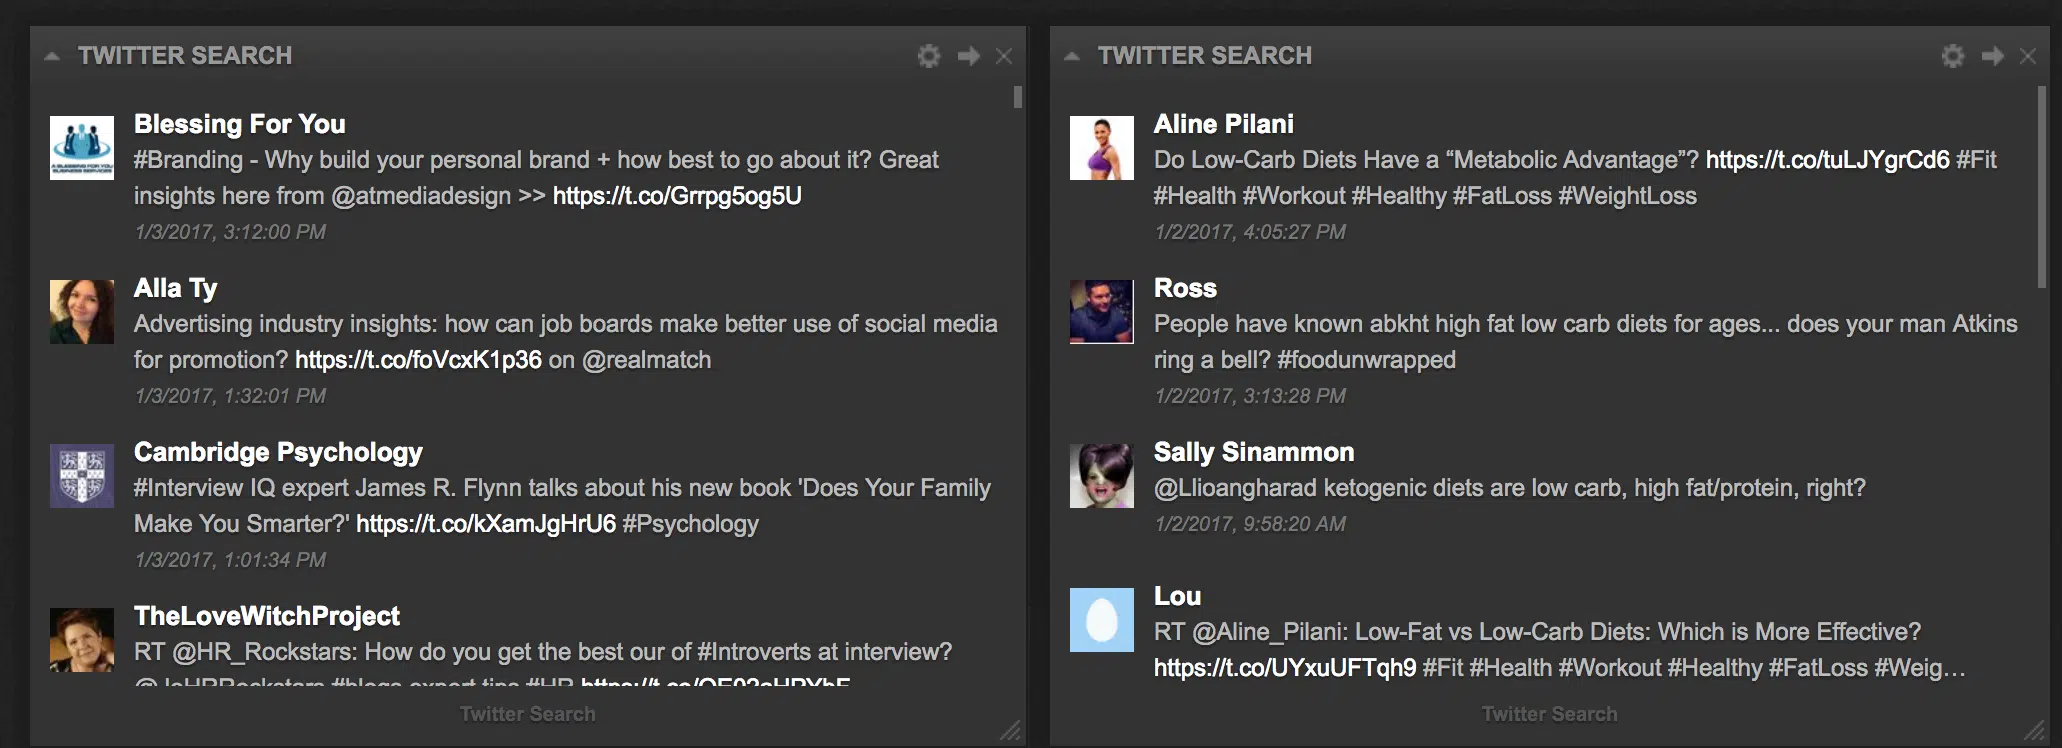 TWITTER SEARCH
Blessing For You
#Branding - Why build your personal brand + how best to go about it? Great
insights here from @atmediadesign >> https://t.co/Grrpg5og5U
1/3/2017, 3:12:00 PM
Alla Ty
Advertising industry insights: how can job boards make better use of social media
for promotion? https://t.co/foVcxK1p36 on @realmatch
1/3/2017, 1:32:01 PM
Cambridge Psychology
#Interview IQ expert James R. Flynn talks about his new book 'Does Your Family
Make You Smarter?' https://t.co/kXamJgHrU6 #Psychology
1/3/2017, 1:01:34 PM
TheLoveWitchProject
RT @HR_Rockstars: How do you get the best our of #Introverts at interview?
Twitter Search
TWITTER SEARCH
Aline Pilani
Do Low-Carb Diets Have a “Metabolic Advantage”? https://t.co/tuLJYgrCd6 #Fit
#Health #Workout #Healthy #FatLoss #WeightLoss
1/2/2017, 4:05:27 PM
Ross
People have known abkht high fat low carb diets for ages... does your man Atkins
ring a bell? #foodunwrapped
1/2/2017, 3:13:28 PM
Sally Sinammon
@Llioangharad ketogenic diets are low carb, high fat/protein, right?
1/2/2017, 9:58:20 AM
Lou
RT @Aline_Pilani: Low-Fat vs Low-Carb Diets: Which is More Effective?
https://t.co/UYxuUFTqh9 #Fit #Health #Workout #Healthy #FatLoss #Weig…
Twitter Search